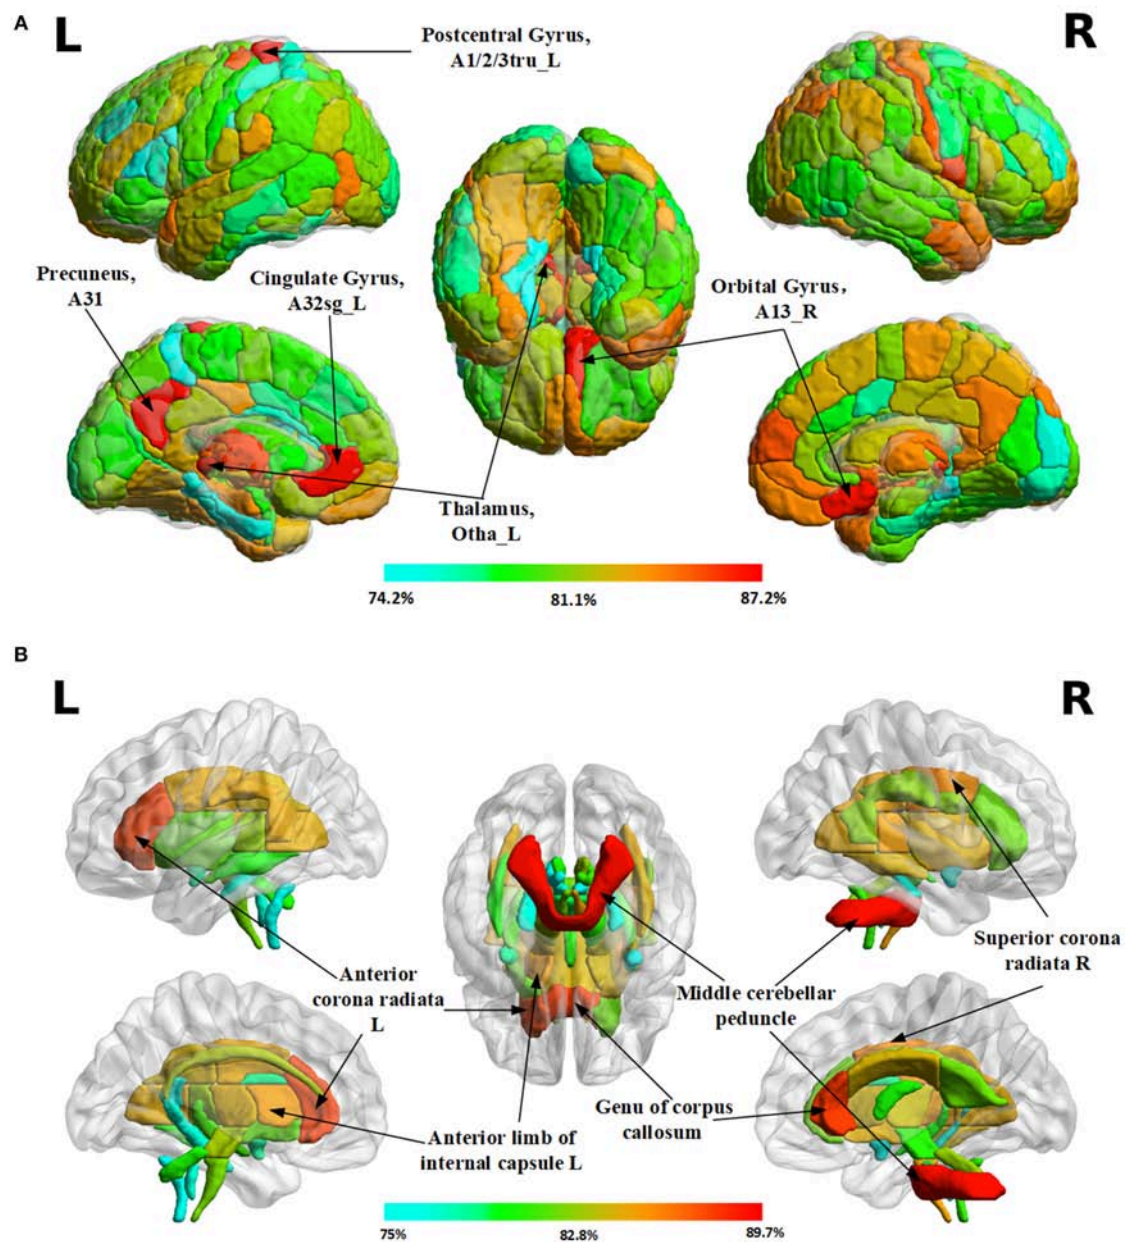 A
L
R
Postcentral Gyrus,
A1/2/3tru_L
Precuneus,
A31
Cingulate Gyrus,
A32sg_L
Orbital Gyrus,
A13_R
Thalamus,
Otha_L
74.2%
81.1%
87.2%
B
L
R
Anterior
corona radiata
L
Middle cerebellar
peduncle
Superior corona
radiata R
Anterior limb of
internal capsule L
Genu of corpus
callosum
75%
82.8%
89.7%